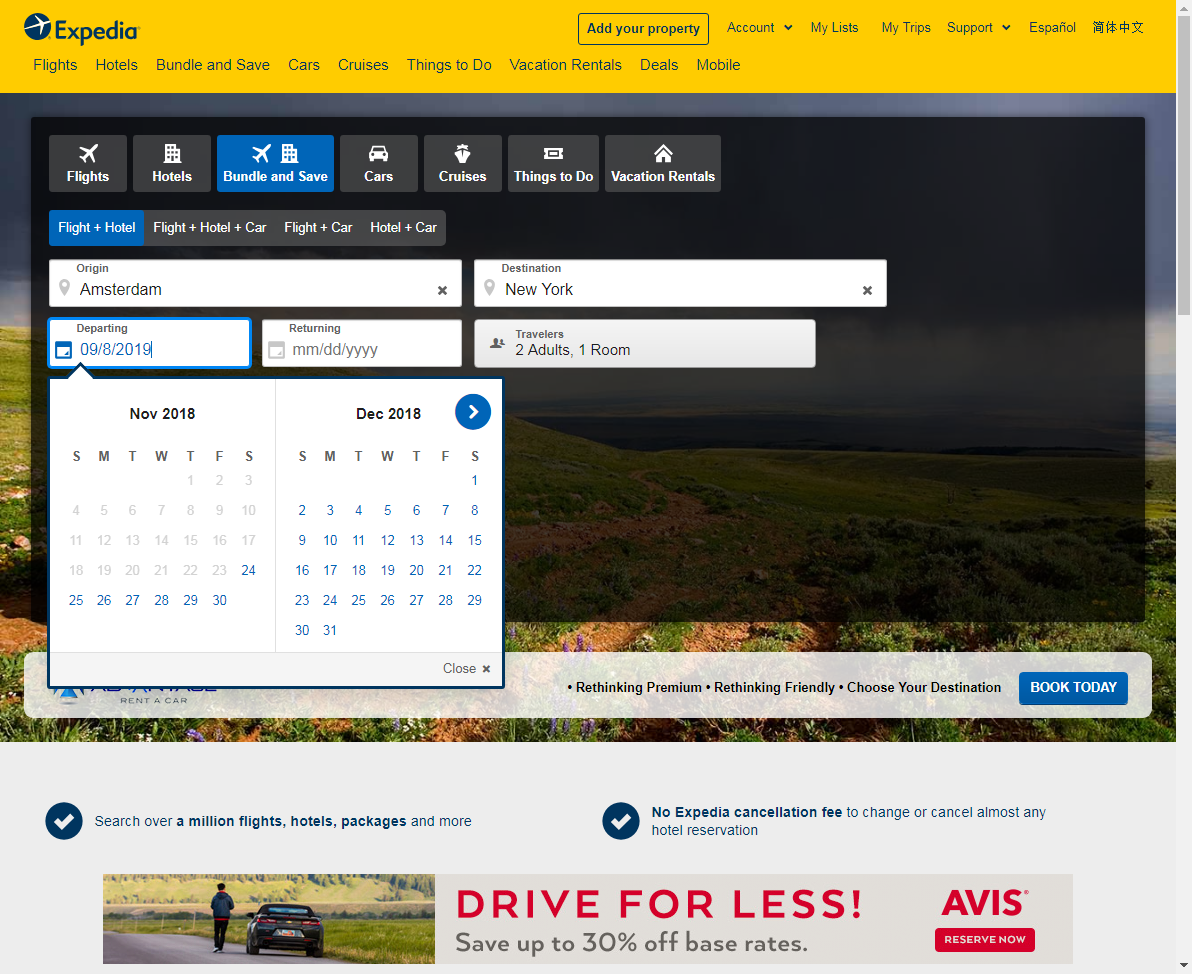 Expedia
Add your property Account My Lists My Trips Support Español 简体中文
Flights Hotels Bundle and Save Cars Cruises Things to Do Vacation Rentals Deals Mobile
Flights Hotels Bundle and Save Cars Cruises Things to Do Vacation Rentals
Flight + Hotel Flight + Hotel + Car Flight + Car Hotel + Car
Origin Destination
Amsterdam New York
Departing Returning Travelers
09/8/2019 mm/dd/yyyy 2 Adults, 1 Room
Nov 2018 Dec 2018
S M T W T F S S M T W T F S
1 2 3 1
4 5 6 7 8 9 10 2 3 4 5 6 7 8
11 12 13 14 15 16 17 9 10 11 12 13 14 15
18 19 20 21 22 23 24 16 17 18 19 20 21 22
25 26 27 28 29 30 23 24 25 26 27 28 29
30 31
Close
RENT A CAR
• Rethinking Premium • Rethinking Friendly • Choose Your Destination BOOK TODAY
Search over a million flights, hotels, packages and more
No Expedia cancellation fee to change or cancel almost any
hotel reservation
DRIVE FOR LESS! AVIS®
Save up to 30% off base rates. RESERVE NOW